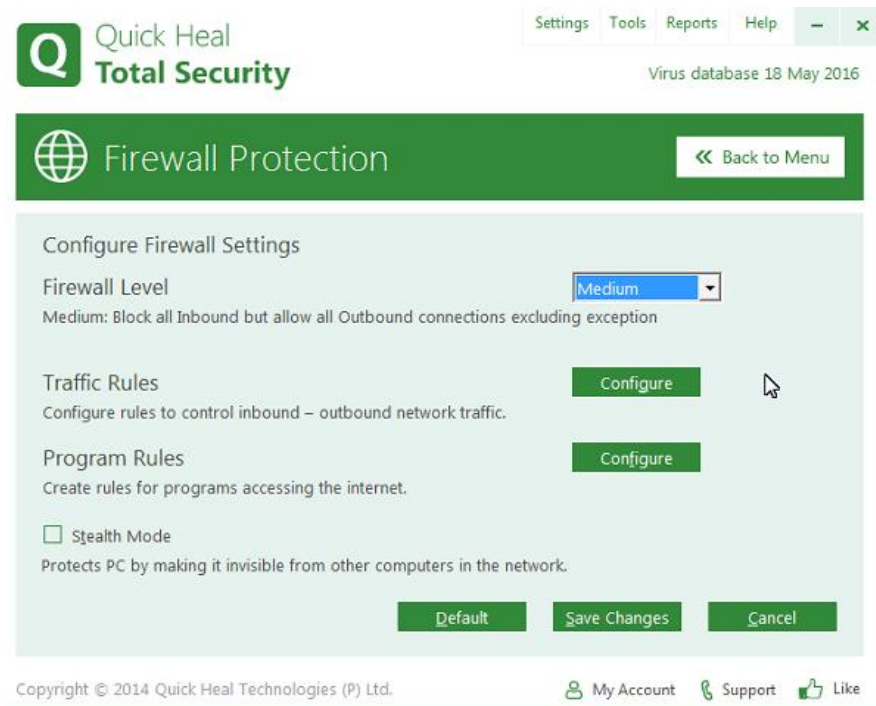 Settings Tools Reports Help
Q Quick Heal
Total Security
Virus database 18 May 2016
Firewall Protection
Back to Menu
Configure Firewall Settings
Firewall Level Medium
Medium: Block all Inbound but allow all Outbound connections excluding exception
Traffic Rules Configure
Configure rules to control inbound – outbound network traffic.
Program Rules Configure
Create rules for programs accessing the internet.
Stealth Mode
Protects PC by making it invisible from other computers in the network.
Default Save Changes Cancel
Copyright © 2014 Quick Heal Technologies (P) Ltd. My Account Support Like